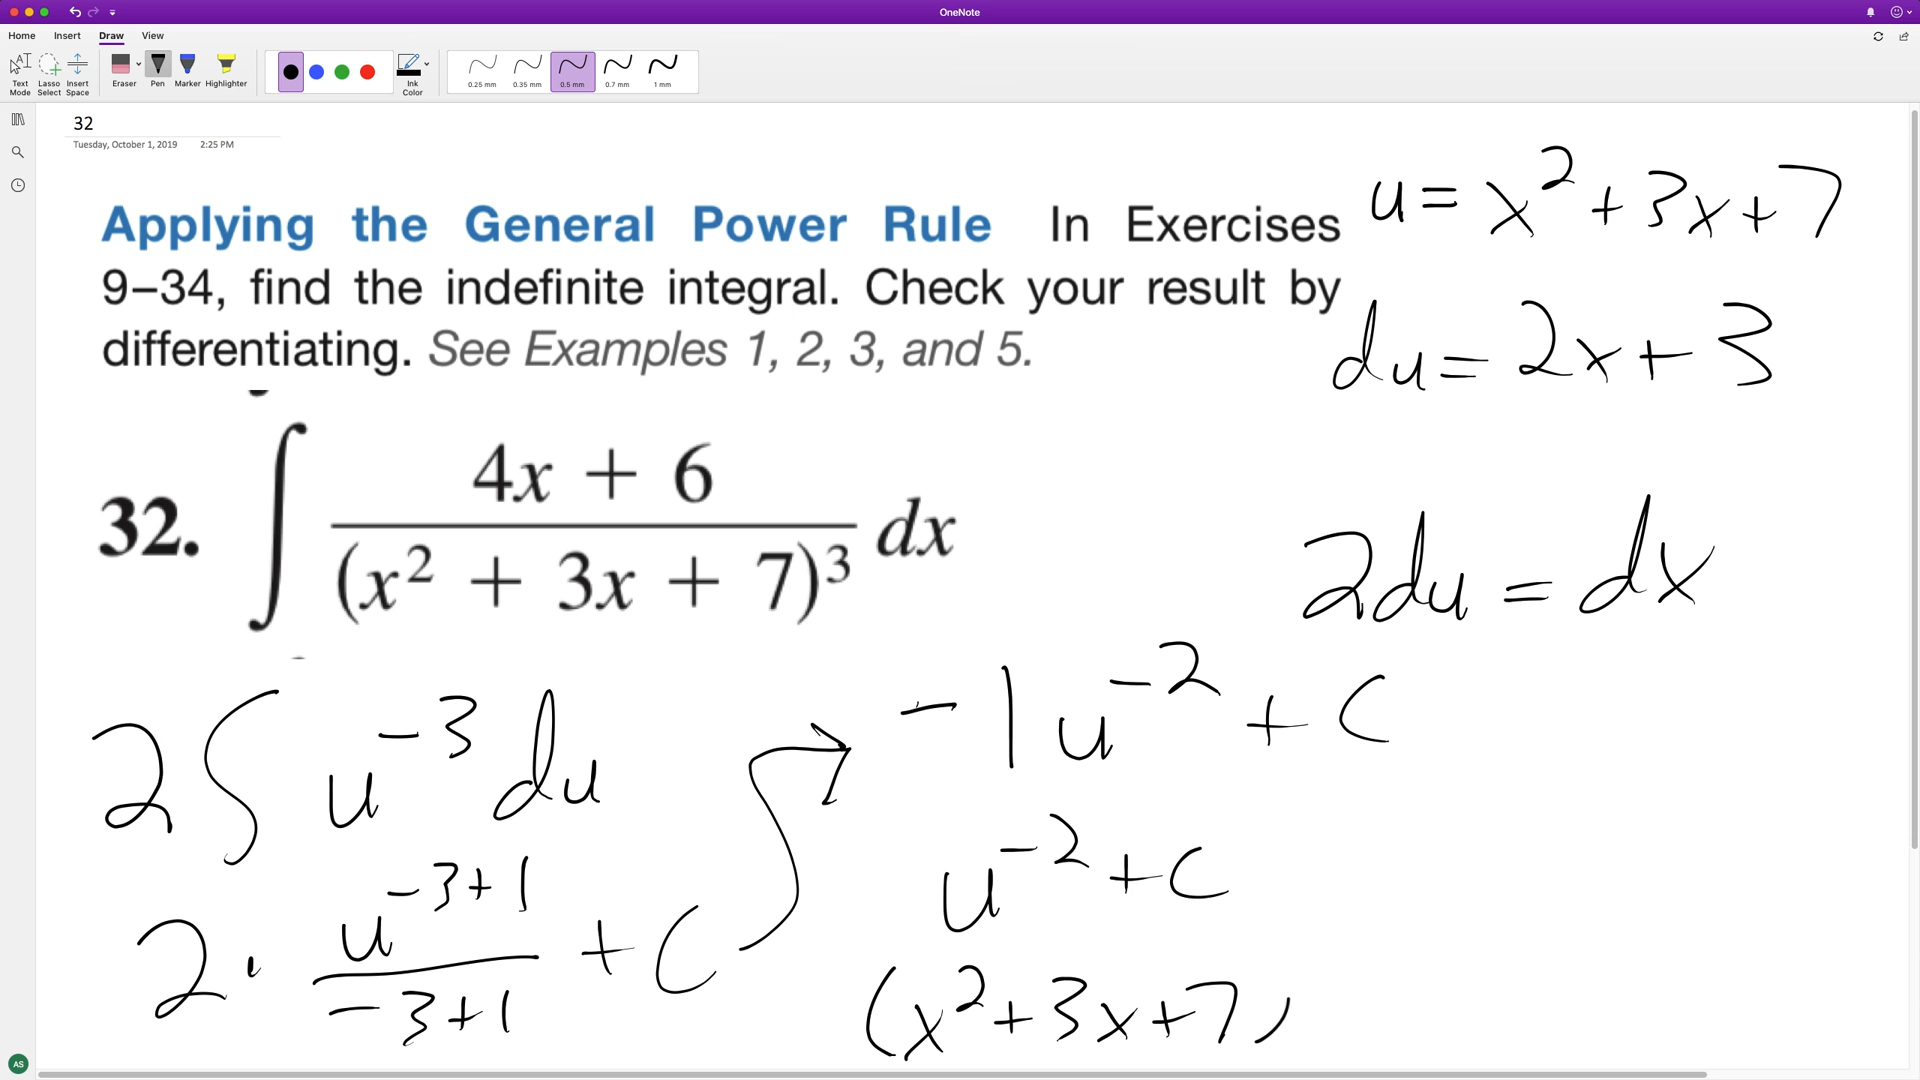 OneNote
Home Insert Draw View
Text Mode
Lasso Select
Insert Space
Eraser
Pen
Marker
Highlighter
Ink Color
0.25 mm
0.35 mm
0.5 mm
0.7 mm
1 mm
32
Tuesday, October 1, 2019 2:25 PM
Applying the General Power Rule In Exercises
9–34, find the indefinite integral. Check your result by
differentiating. See Examples 1, 2, 3, and 5.
32. ∫ (4x + 6)/(x² + 3x + 7)³ dx
u = x² + 3x + 7
du = 2x + 3
2du = dx
2∫ u⁻³ du
2 · u⁻³⁺¹/(−3+1) + C
−1u⁻² + C
u⁻² + C
(x² + 3x + 7)
AS